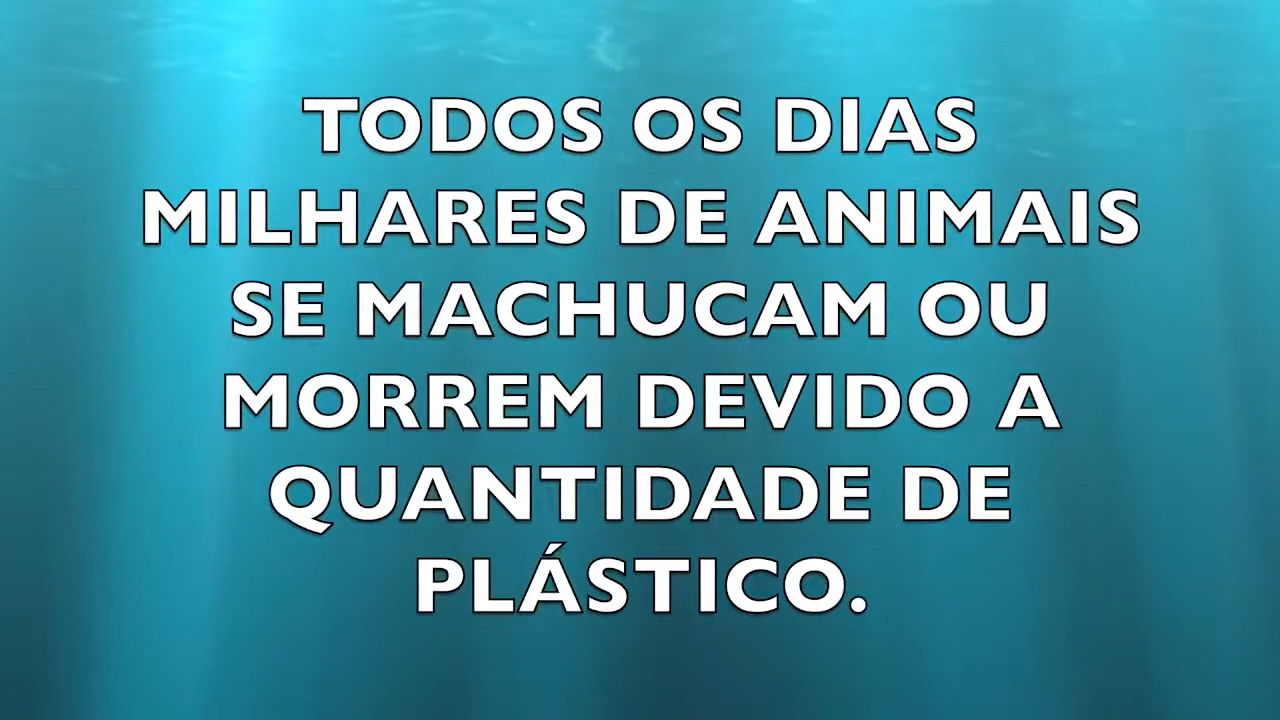 TODOS OS DIAS
MILHARES DE ANIMAIS
SE MACHUCAM OU
MORREM DEVIDO A
QUANTIDADE DE
PLÁSTICO.